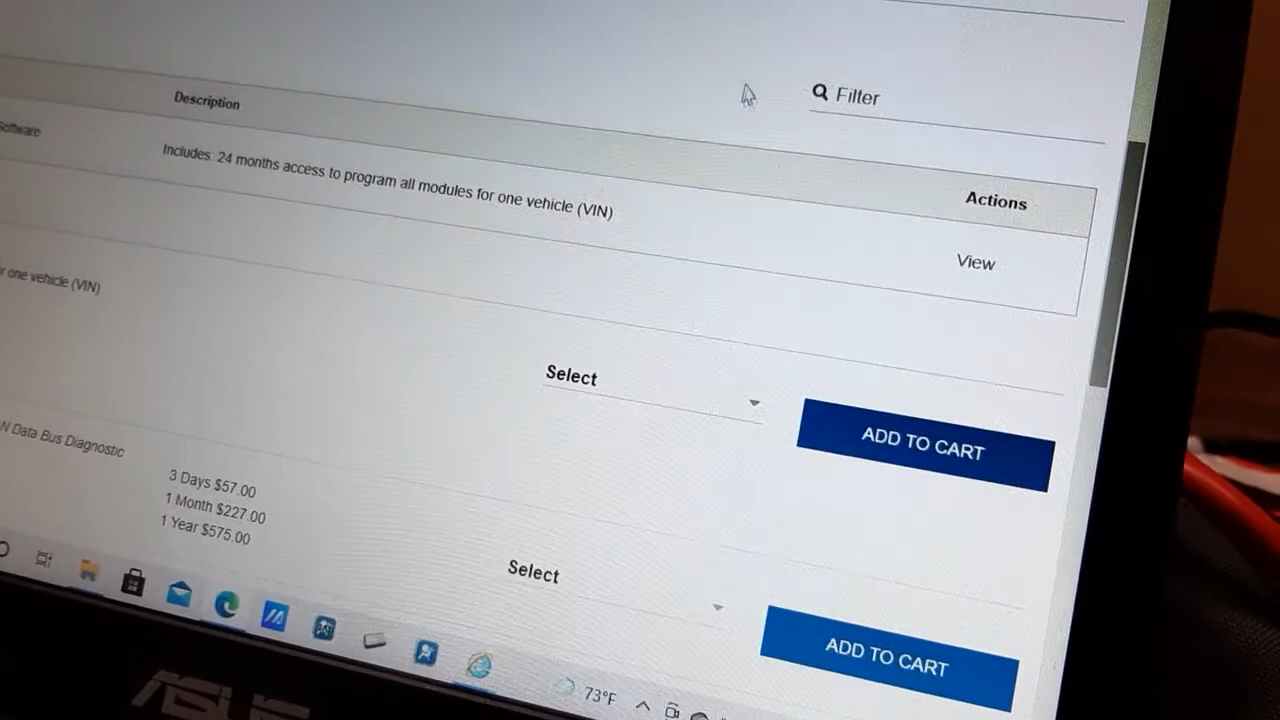 Filter
Description
Actions
Software
Includes: 24 months access to program all modules for one vehicle (VIN)
View
r one vehicle (VIN)
Select
ADD TO CART
N Data Bus Diagnostic
3 Days $57.00
1 Month $227.00
1 Year $575.00
Select
ADD TO CART
73°F
ASUS